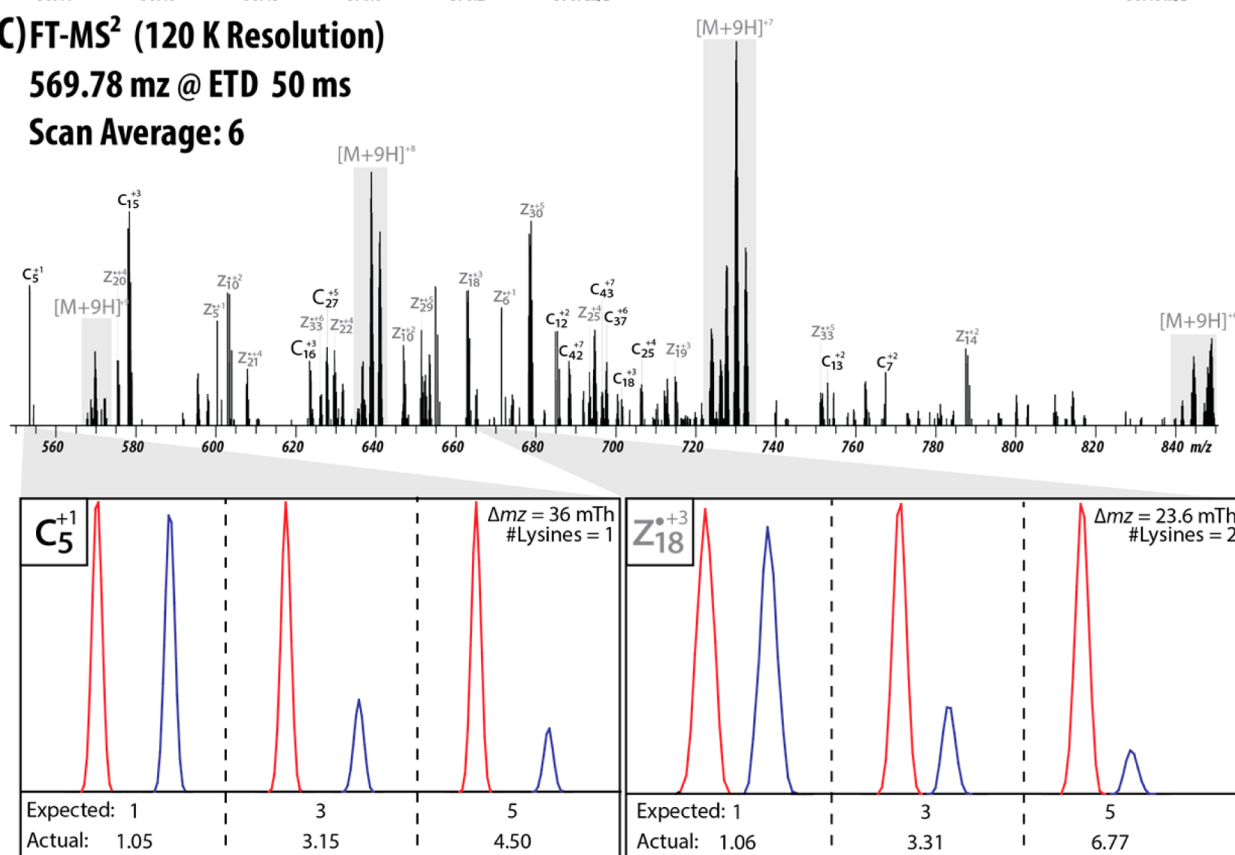 C) FT-MS² (120 K Resolution)
569.78 mz @ ETD 50 ms
Scan Average: 6
[M+9H]⁺⁷
[M+9H]⁺⁸
C₁₅⁺³
Z₃₀•⁺⁵
C₅⁺¹
Z₂₀•⁺⁴
Z₁₀•⁺²
Z₁₈•⁺³
C₄₃⁺⁷
[M+9H]
C₂₇⁺⁵
Z₅•⁺¹
Z₆•⁺¹
Z₂₉•⁺⁵
Z₂₅•⁺⁴
C₃₇⁺⁶
[M+9H]
Z₃₃•⁺⁶
Z₂₂•⁺⁴
C₁₂⁺²
Z₃₃•⁺⁵
Z₁₄•⁺²
Z₁₀•⁺²
C₁₆⁺³
C₄₂⁺⁷
C₂₅⁺⁴
Z₁₉•⁺³
Z₂₁•⁺⁴
C₁₈⁺³
C₁₃⁺²
C₇⁺²
560 580 600 620 640 660 680 700 720 740 760 780 800 820 840 m/z
C₅⁺¹
Δmz = 36 mTh
#Lysines = 1
Expected: 1 3 5
Actual: 1.05 3.15 4.50
Z₁₈•⁺³
Δmz = 23.6 mTh
#Lysines = 2
Expected: 1 3 5
Actual: 1.06 3.31 6.77